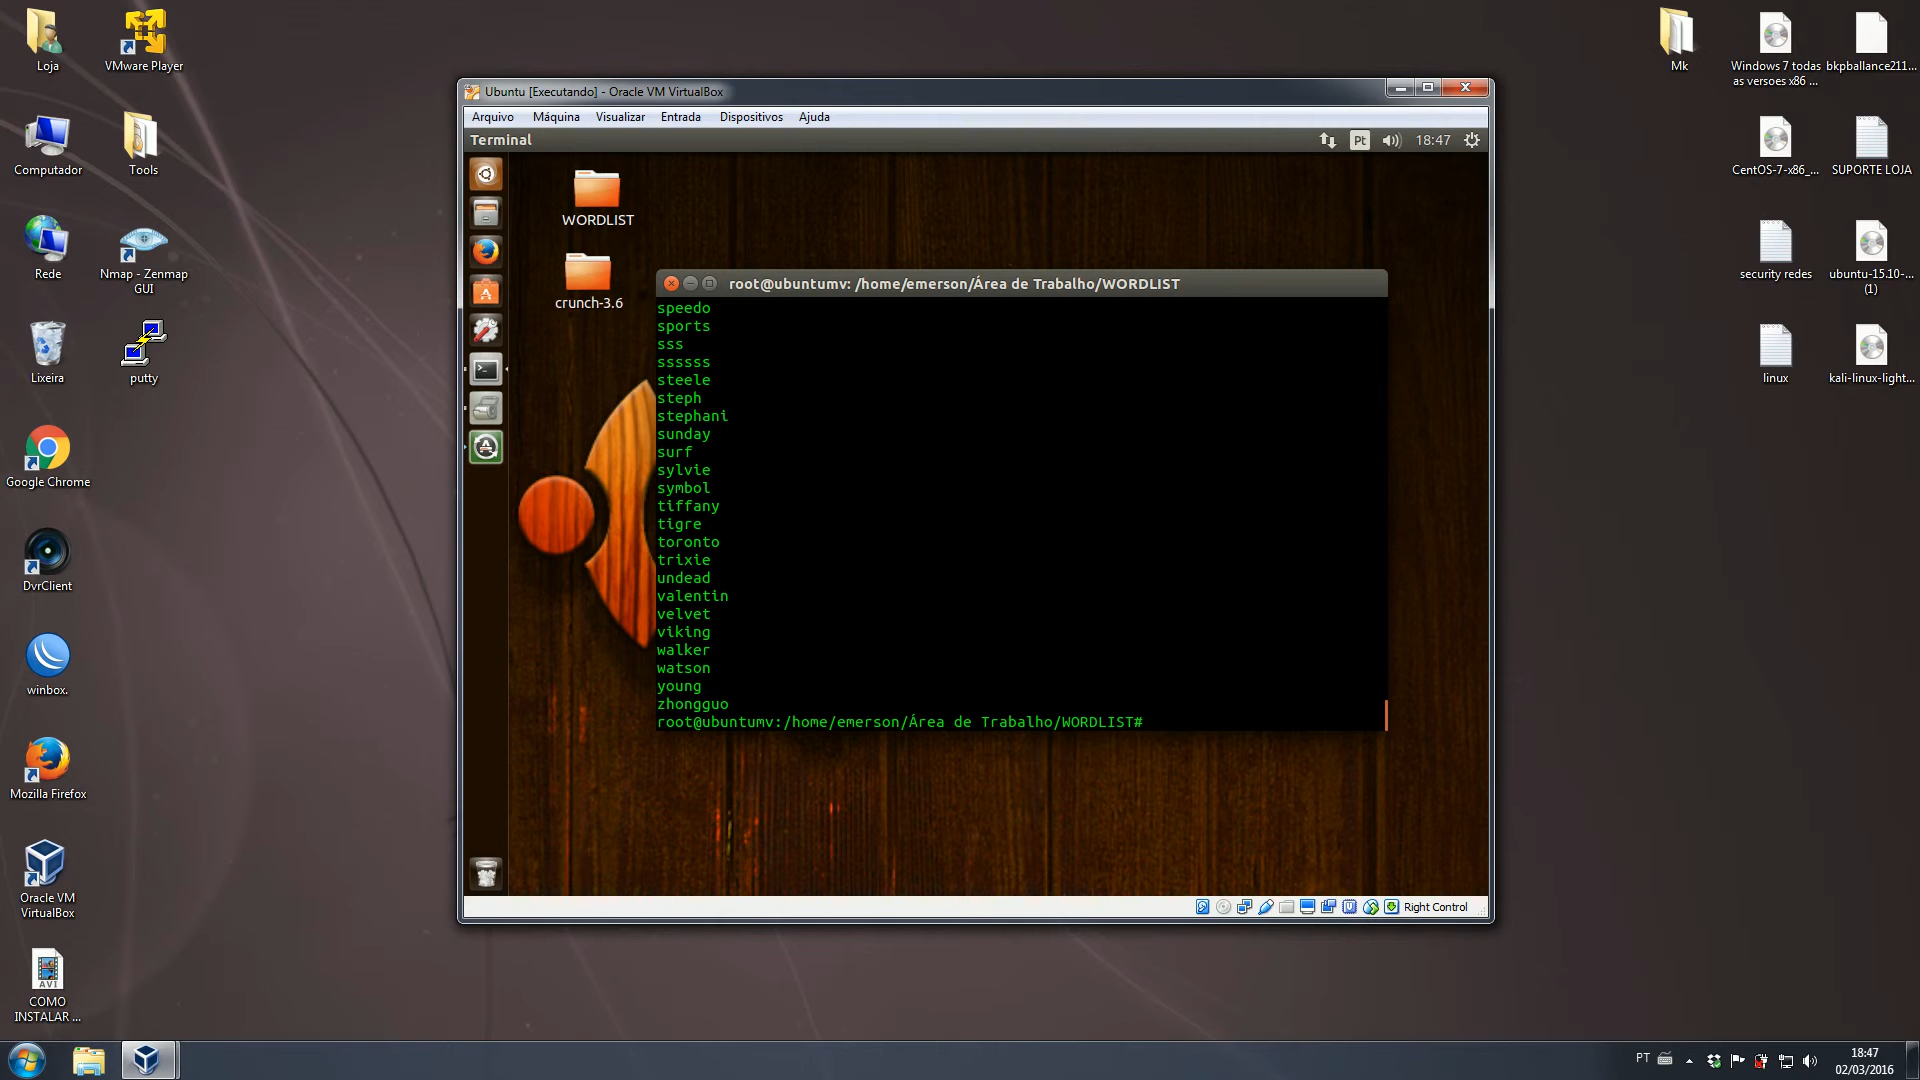 Loja
VMware Player
Computador
Tools
Rede
Nmap - Zenmap
GUI
Lixeira
putty
Google Chrome
DvrClient
winbox.
Mozilla Firefox
Oracle VM
VirtualBox
AVI
COMO
INSTALAR ...
Ubuntu [Executando] - Oracle VM VirtualBox
Arquivo Máquina Visualizar Entrada Dispositivos Ajuda
Terminal
Pt
18:47
WORDLIST
crunch-3.6
root@ubuntumv: /home/emerson/Área de Trabalho/WORDLIST
speedo
sports
sss
ssssss
steele
steph
stephani
sunday
surf
sylvie
symbol
tiffany
tigre
toronto
trixie
undead
valentin
velvet
viking
walker
watson
young
zhongguo
root@ubuntumv:/home/emerson/Área de Trabalho/WORDLIST#
Right Control
Mk
Windows 7 todas
as versoes x86 ...
bkpballance211...
CentOS-7-x86_...
SUPORTE LOJA
security redes
ubuntu-15.10-...
(1)
linux
kali-linux-light...
PT
18:47
02/03/2016